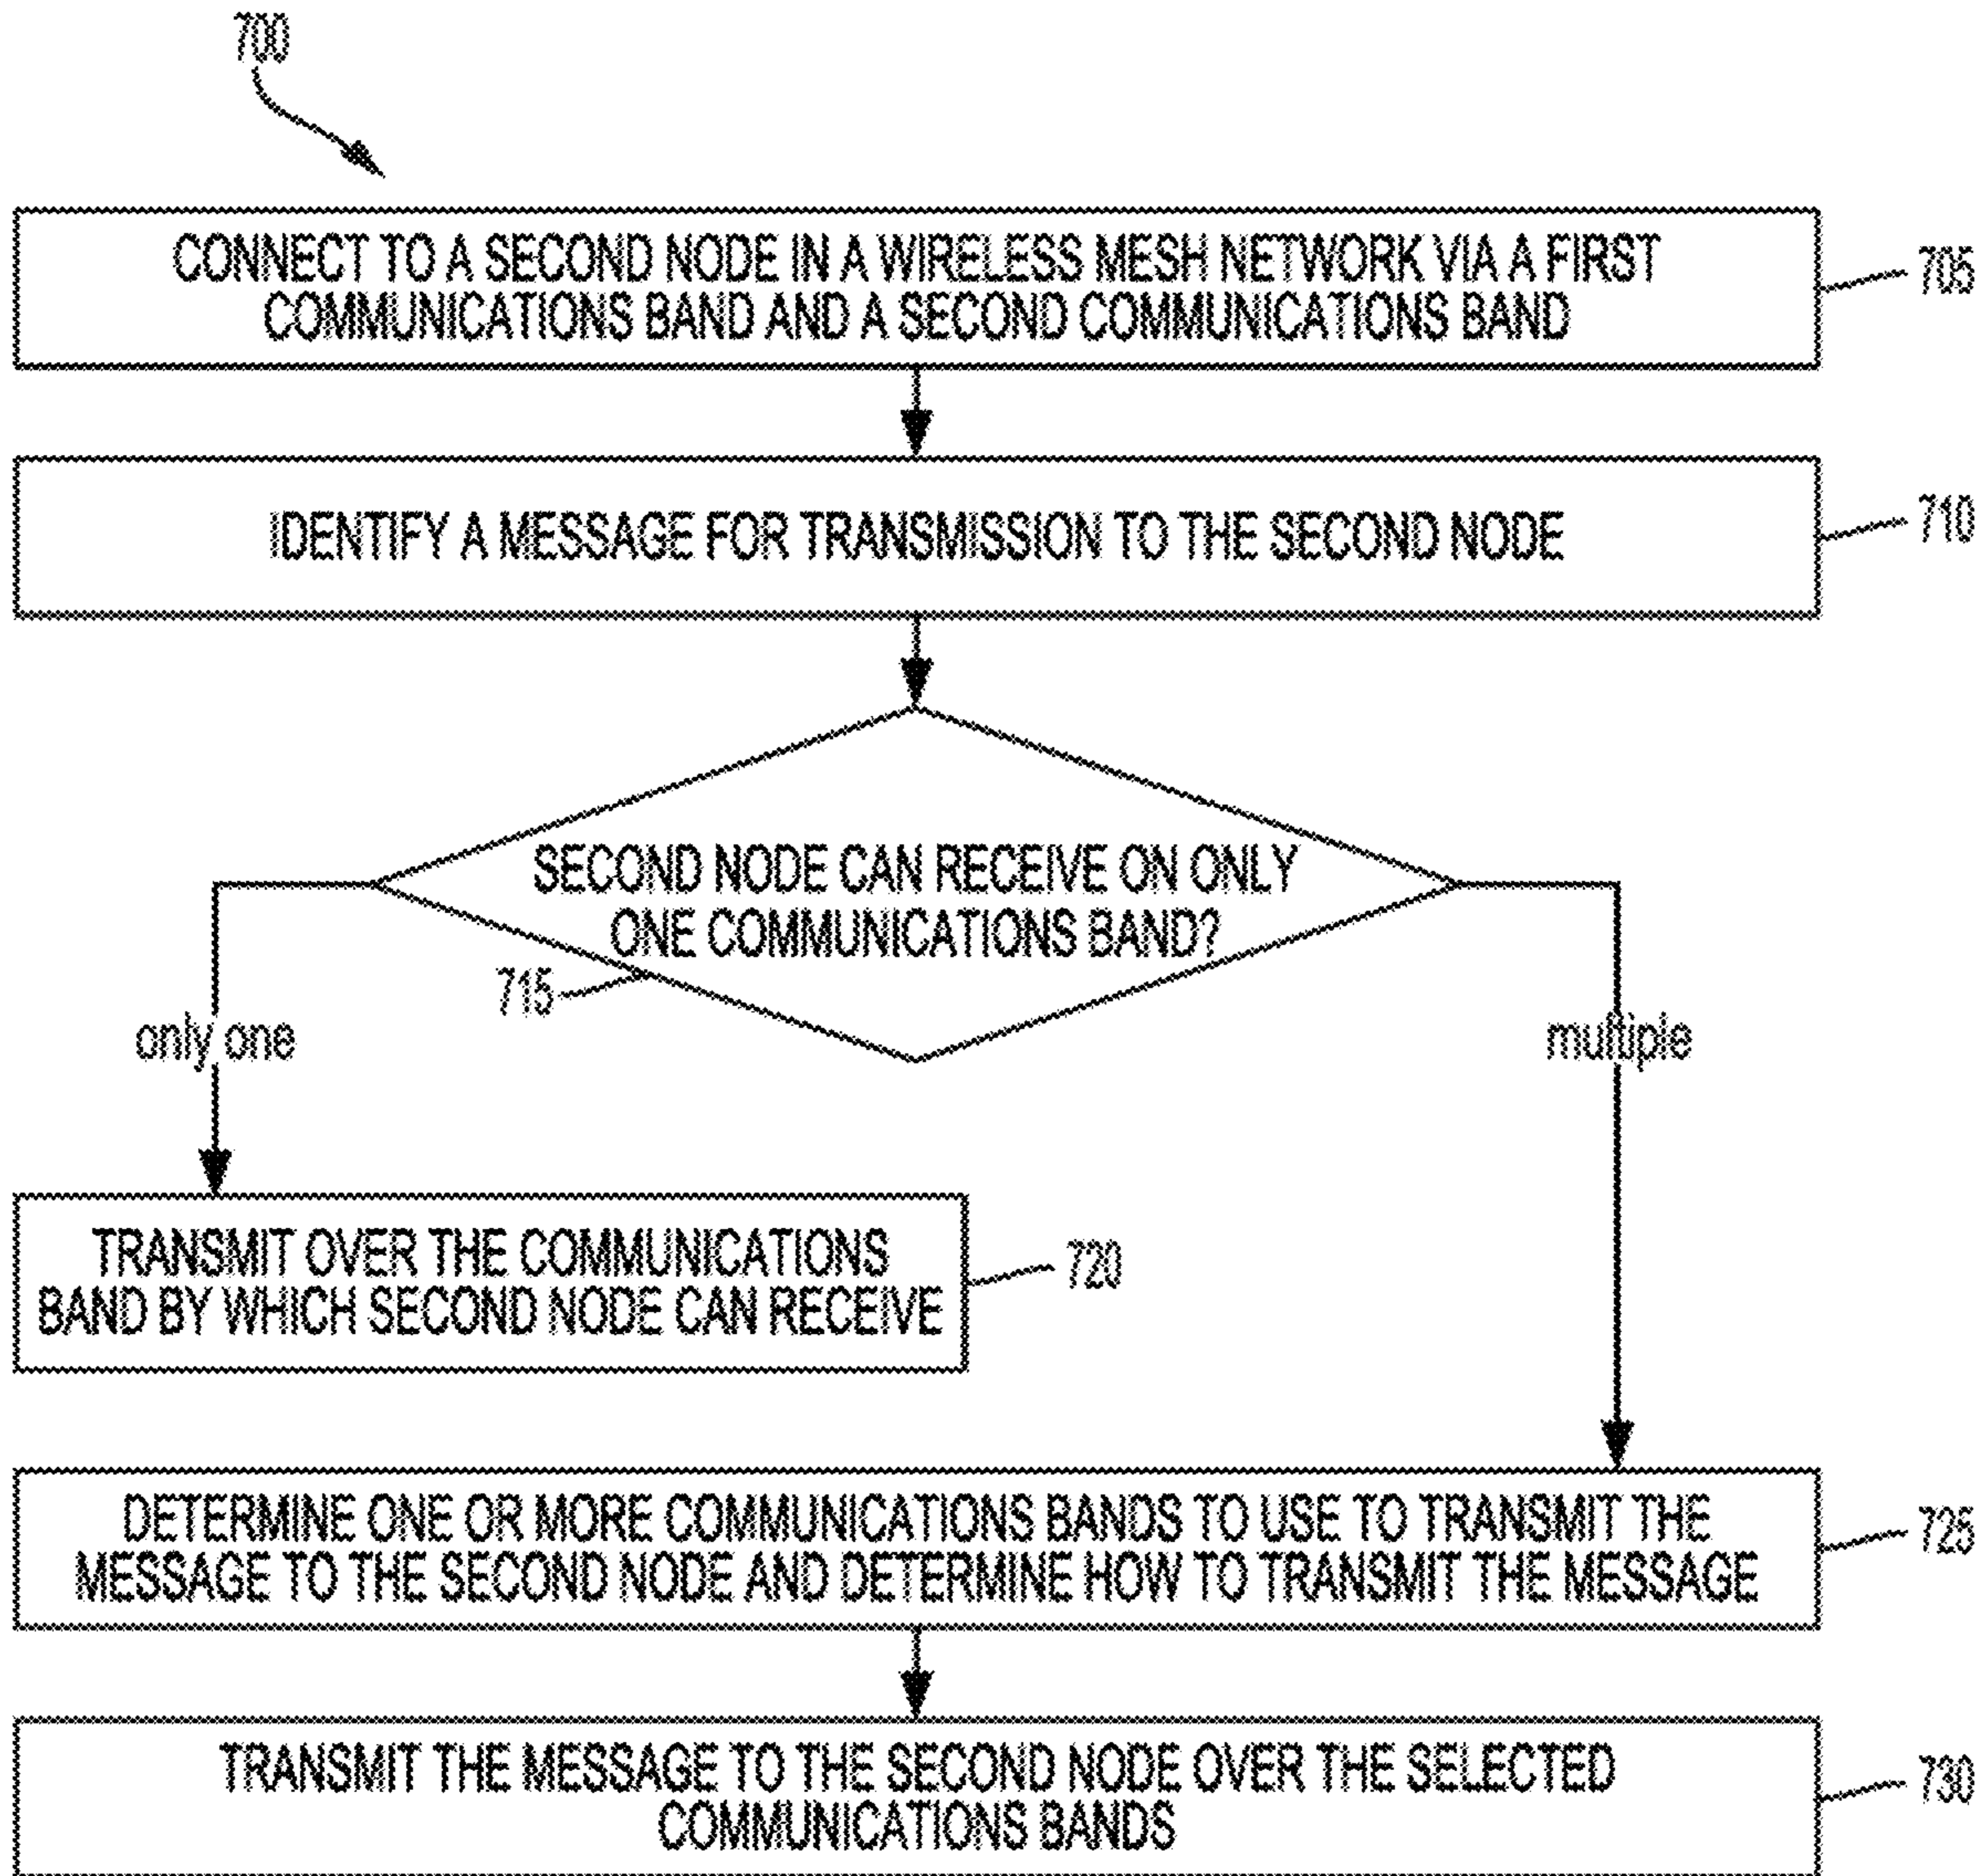 700
CONNECT TO A SECOND NODE IN A WIRELESS MESH NETWORK VIA A FIRST
COMMUNICATIONS BAND AND A SECOND COMMUNICATIONS BAND
705
IDENTIFY A MESSAGE FOR TRANSMISSION TO THE SECOND NODE
710
SECOND NODE CAN RECEIVE ON ONLY
ONE COMMUNICATIONS BAND?
715
only one
multiple
TRANSMIT OVER THE COMMUNICATIONS
BAND BY WHICH SECOND NODE CAN RECEIVE
720
DETERMINE ONE OR MORE COMMUNICATIONS BANDS TO USE TO TRANSMIT THE
MESSAGE TO THE SECOND NODE AND DETERMINE HOW TO TRANSMIT THE MESSAGE
725
TRANSMIT THE MESSAGE TO THE SECOND NODE OVER THE SELECTED
COMMUNICATIONS BANDS
730